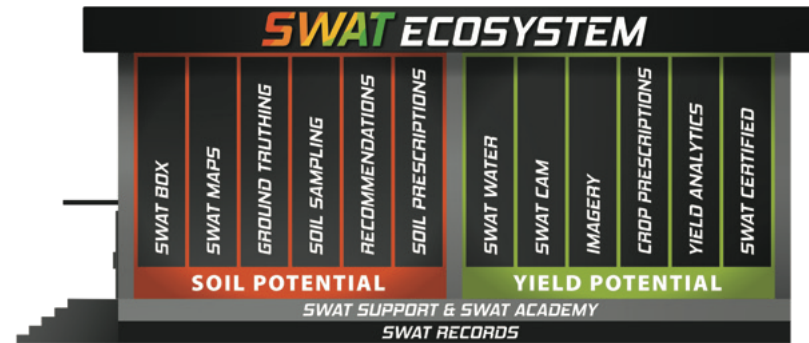 SWAT ECOSYSTEM
SWAT BOX
SWAT MAPS
GROUND TRUTHING
SOIL SAMPLING
RECOMMENDATIONS
SOIL PRESCRIPTIONS
SOIL POTENTIAL
SWAT WATER
SWAT CAM
IMAGERY
CROP PRESCRIPTIONS
YIELD ANALYTICS
SWAT CERTIFIED
YIELD POTENTIAL
SWAT SUPPORT & SWAT ACADEMY
SWAT RECORDS